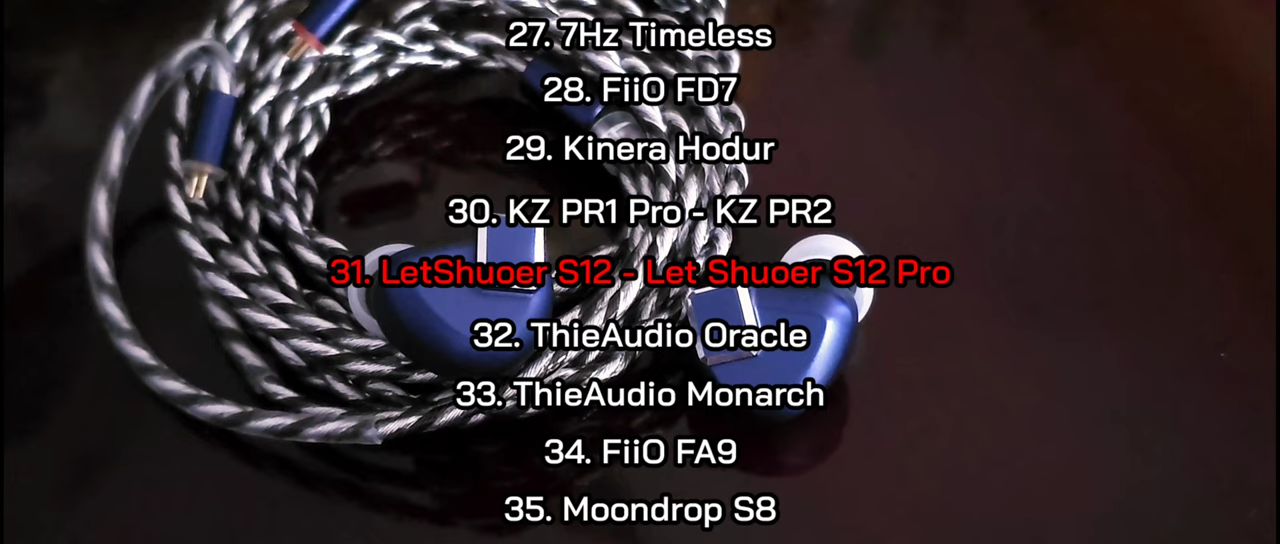 27. 7Hz Timeless
28. FiiO FD7
29. Kinera Hodur
30. KZ PR1 Pro - KZ PR2
31. LetShuoer S12 - Let Shuoer S12 Pro
32. ThieAudio Oracle
33. ThieAudio Monarch
34. FiiO FA9
35. Moondrop S8